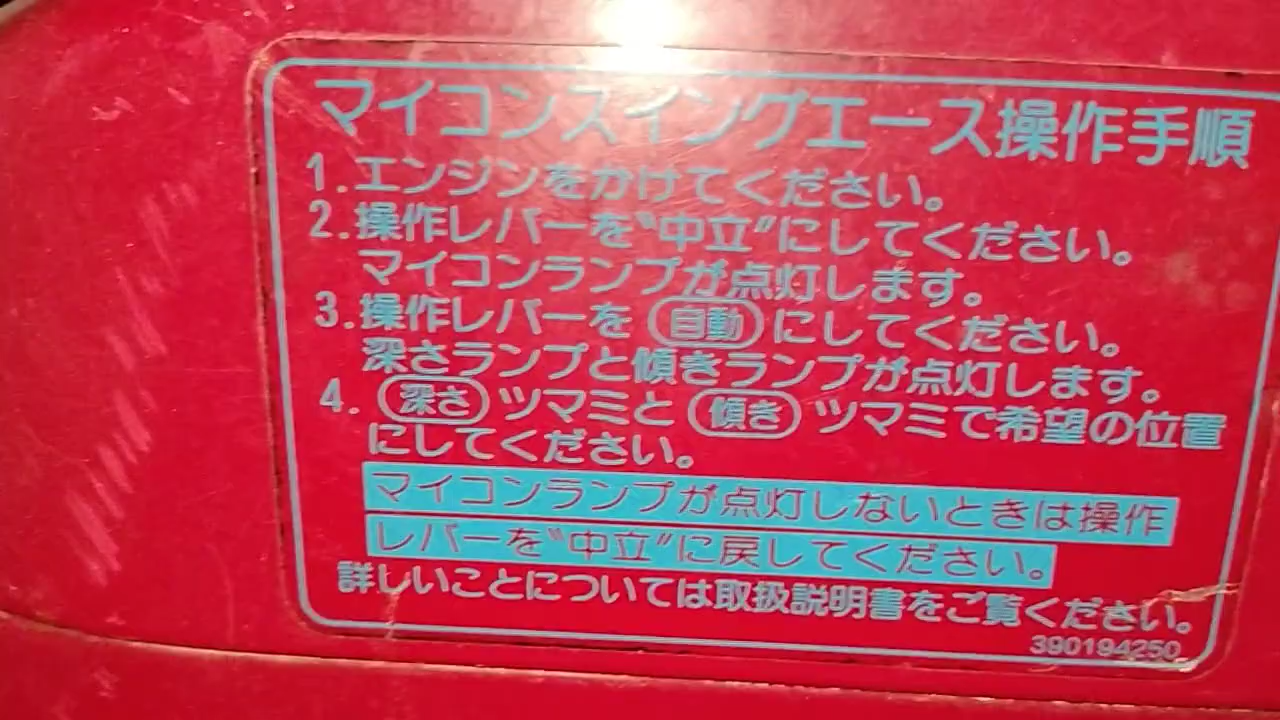 マイコンスイングエース操作手順
1.エンジンをかけてください。
2.操作レバーを“中立”にしてください。
マイコンランプが点灯します。
3.操作レバーを 自動 にしてください。
深さランプと傾きランプが点灯します。
4. 深さ ツマミと 傾き ツマミで希望の位置
にしてください。
マイコンランプが点灯しないときは操作
レバーを“中立”に戻してください。
詳しいことについては取扱説明書をご覧ください。
390194250